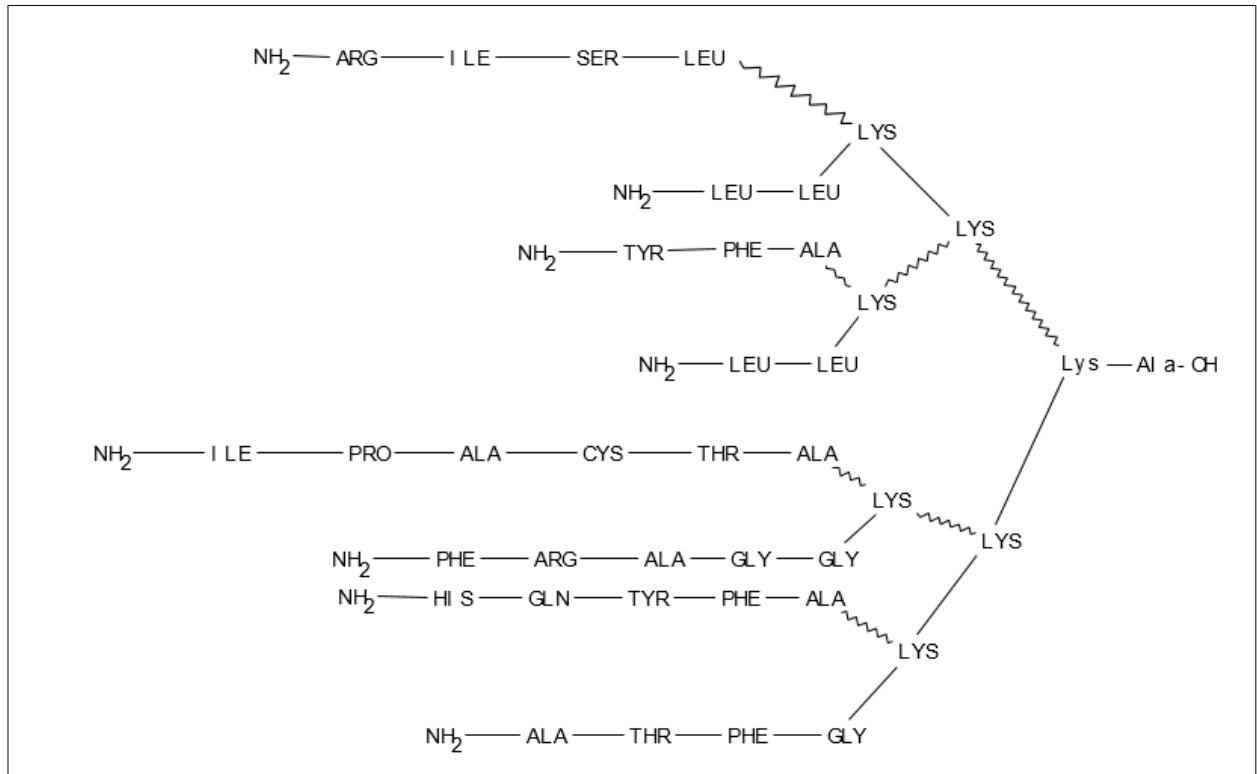 NH2 ARG ILE SER LEU
LYS
NH2 LEU LEU
LYS
NH2 TYR PHE ALA
LYS
NH2 LEU LEU
Lys Ala-OH
NH2 ILE PRO ALA CYS THR ALA
LYS
LYS
NH2 PHE ARG ALA GLY GLY
NH2 HIS GLN TYR PHE ALA
LYS
NH2 ALA THR PHE GLY